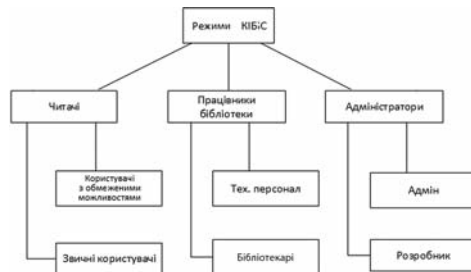 Режими КІБіС
Читачі
Працівники
бібліотеки
Адміністратори
Користувачі
з обмеженими
можливостями
Тех. персонал
Адмін
Звичні користувачі
Бібліотекарі
Розробник